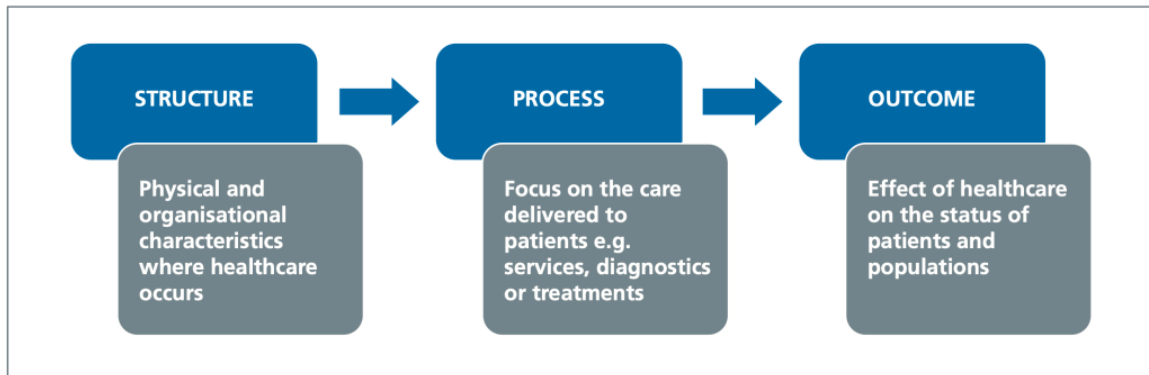 STRUCTURE
Physical and
organisational
characteristics
where healthcare
occurs
PROCESS
Focus on the care
delivered to
patients e.g.
services, diagnostics
or treatments
OUTCOME
Effect of healthcare
on the status of
patients and
populations